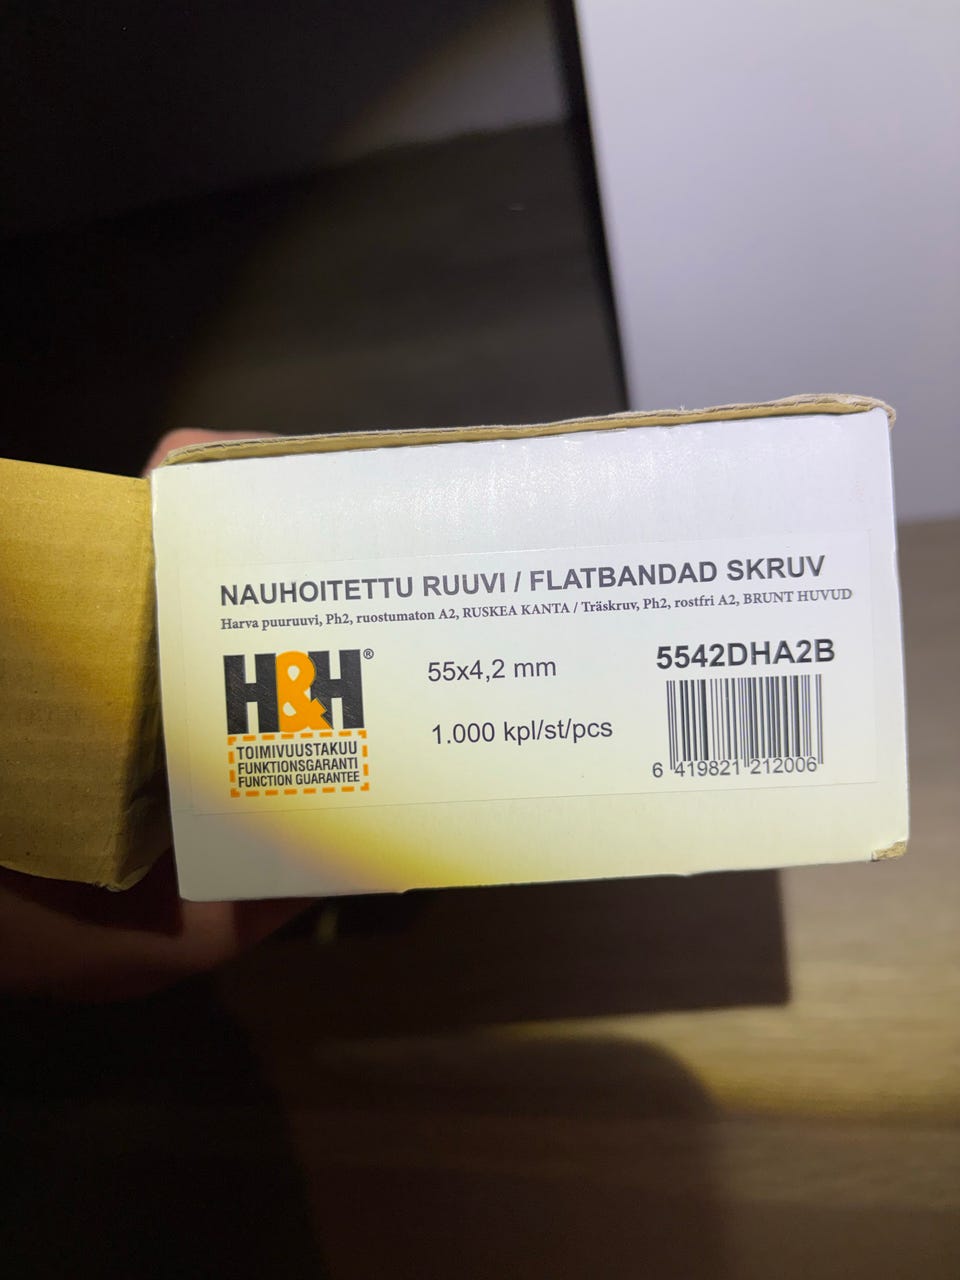 NAUHOITETTU RUUVI / FLATBANDAD SKRUV
Harva puuruuvi, Ph2, ruostumaton A2, RUSKEA KANTA / Träskruv, Ph2, rostfri A2, BRUNT HUVUD
H&H®
TOIMIVUUSTAKUU
FUNKTIONSGARANTI
FUNCTION GUARANTEE
55x4,2 mm
1.000 kpl/st/pcs
5542DHA2B
6 419821 212006